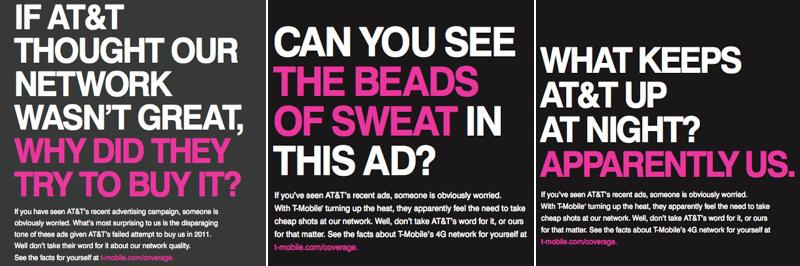 IF AT&T
THOUGHT OUR
NETWORK
WASN'T GREAT,
WHY DID THEY
TRY TO BUY IT?
If you have seen AT&T's recent advertising campaign, someone is
obviously worried. What's most surprising to us is the disparaging
tone of these ads given AT&T's failed attempt to buy us in 2011.
Well don't take their word for it about our network quality.
See the facts for yourself at t-mobile.com/coverage.
CAN YOU SEE
THE BEADS
OF SWEAT IN
THIS AD?
If you've seen AT&T's recent ads, someone is obviously worried.
With T-Mobile' turning up the heat, they apparently feel the need to take
cheap shots at our network. Well, don't take AT&T's word for it, or ours
for that matter. See the facts about T-Mobile's 4G network for yourself at
t-mobile.com/coverage.
WHAT KEEPS
AT&T UP
AT NIGHT?
APPARENTLY US.
If you've seen AT&T's recent ads, someone is obviously worried.
With T-Mobile' turning up the heat, they apparently feel the need to take
cheap shots at our network. Well, don't take AT&T's word for it, or ours
for that matter. See the facts about T-Mobile's 4G network for yourself at
t-mobile.com/coverage.